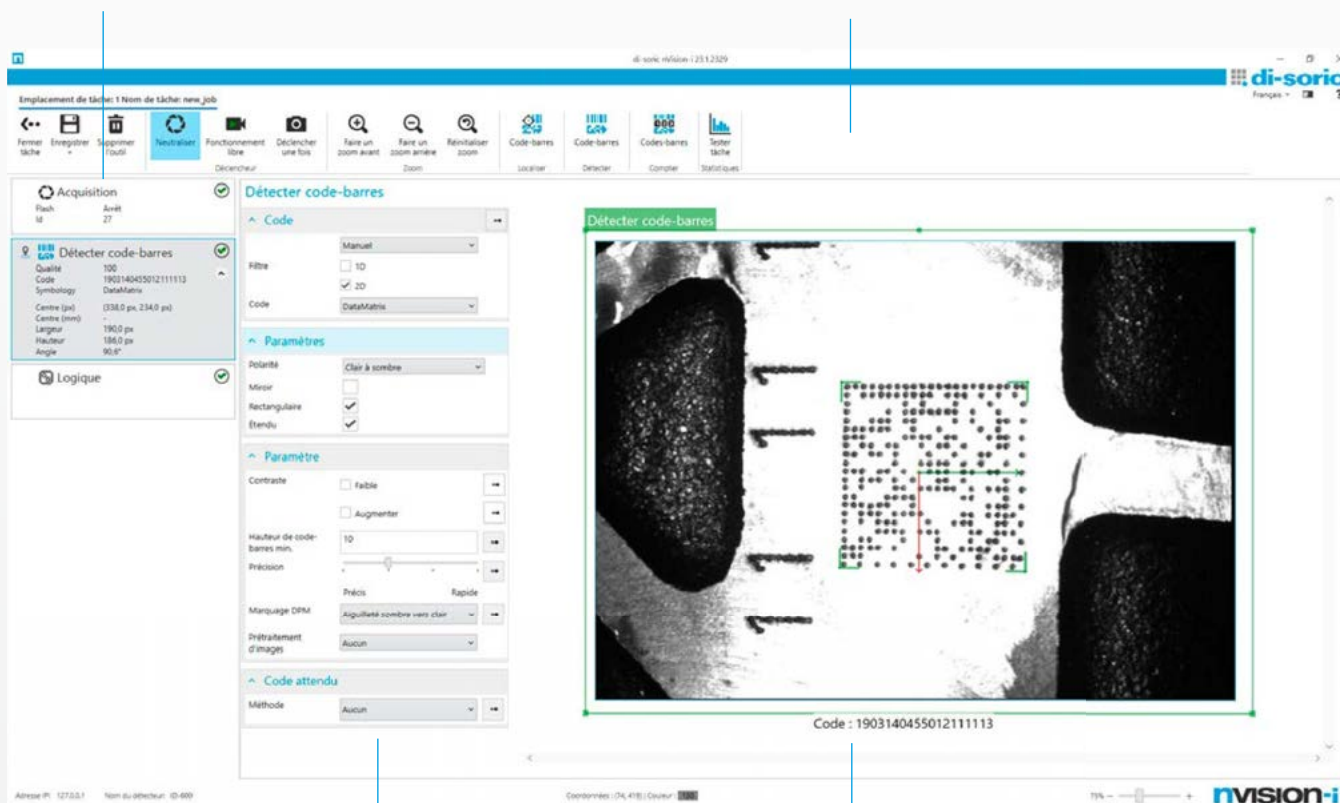 di-soric nVision-i 23.1.2329
di-soric
Français
Emplacement de tâche: 1 Nom de tâche: new_job
Fermer tâche
Enregistrer
Supprimer l'outil
Neutraliser
Fonctionnement libre
Déclencher une fois
Faire un zoom avant
Faire un zoom arrière
Réinitialiser zoom
Code-barres
Code-barres
Codes-barres
Tester tâche
Déclencheur
Zoom
Localiser
Détecter
Compter
Statistiques
Acquisition
Flash Arrêt
Id 27
Détecter code-barres
Qualité 100
Code 1903140455012111113
Symbology DataMatrix
Centre (px) (338,0 px, 234,0 px)
Centre (mm) -
Largeur 190,0 px
Hauteur 186,0 px
Angle 90,6°
Logique
Détecter code-barres
Code
Manuel
Filtre 1D
2D
Code DataMatrix
Paramètres
Polarité Clair à sombre
Miroir
Rectangulaire
Étendu
Paramètre
Contraste Faible
Augmenter
Hauteur de code-barres min. 10
Précision
Précis Rapide
Marquage DPM Aiguilleté sombre vers clair
Prétraitement d'images Aucun
Code attendu
Méthode Aucun
Détecter code-barres
Code : 1903140455012111113
Adresse IP: 127.0.0.1 Nom du détecteur: ID-600
Coordonnées : (74, 419) | Couleur : 100
75% - +
nvision-i